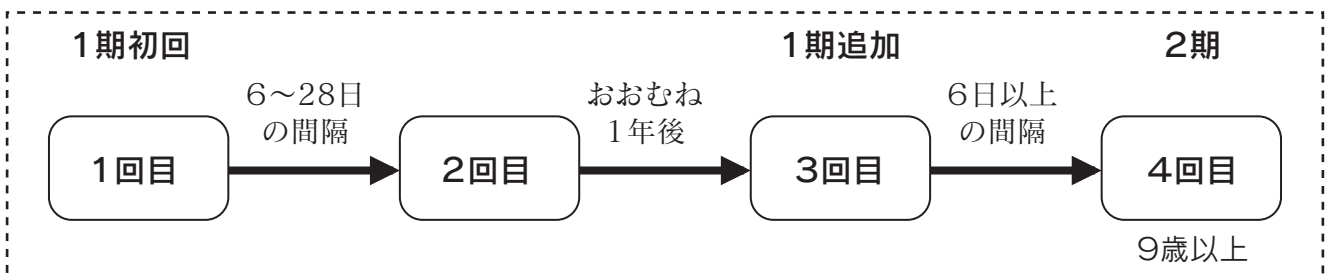 1期初回
1期追加
2期
6〜28日
の間隔
おおむね
1年後
6日以上
の間隔
1回目
2回目
3回目
4回目
9歳以上